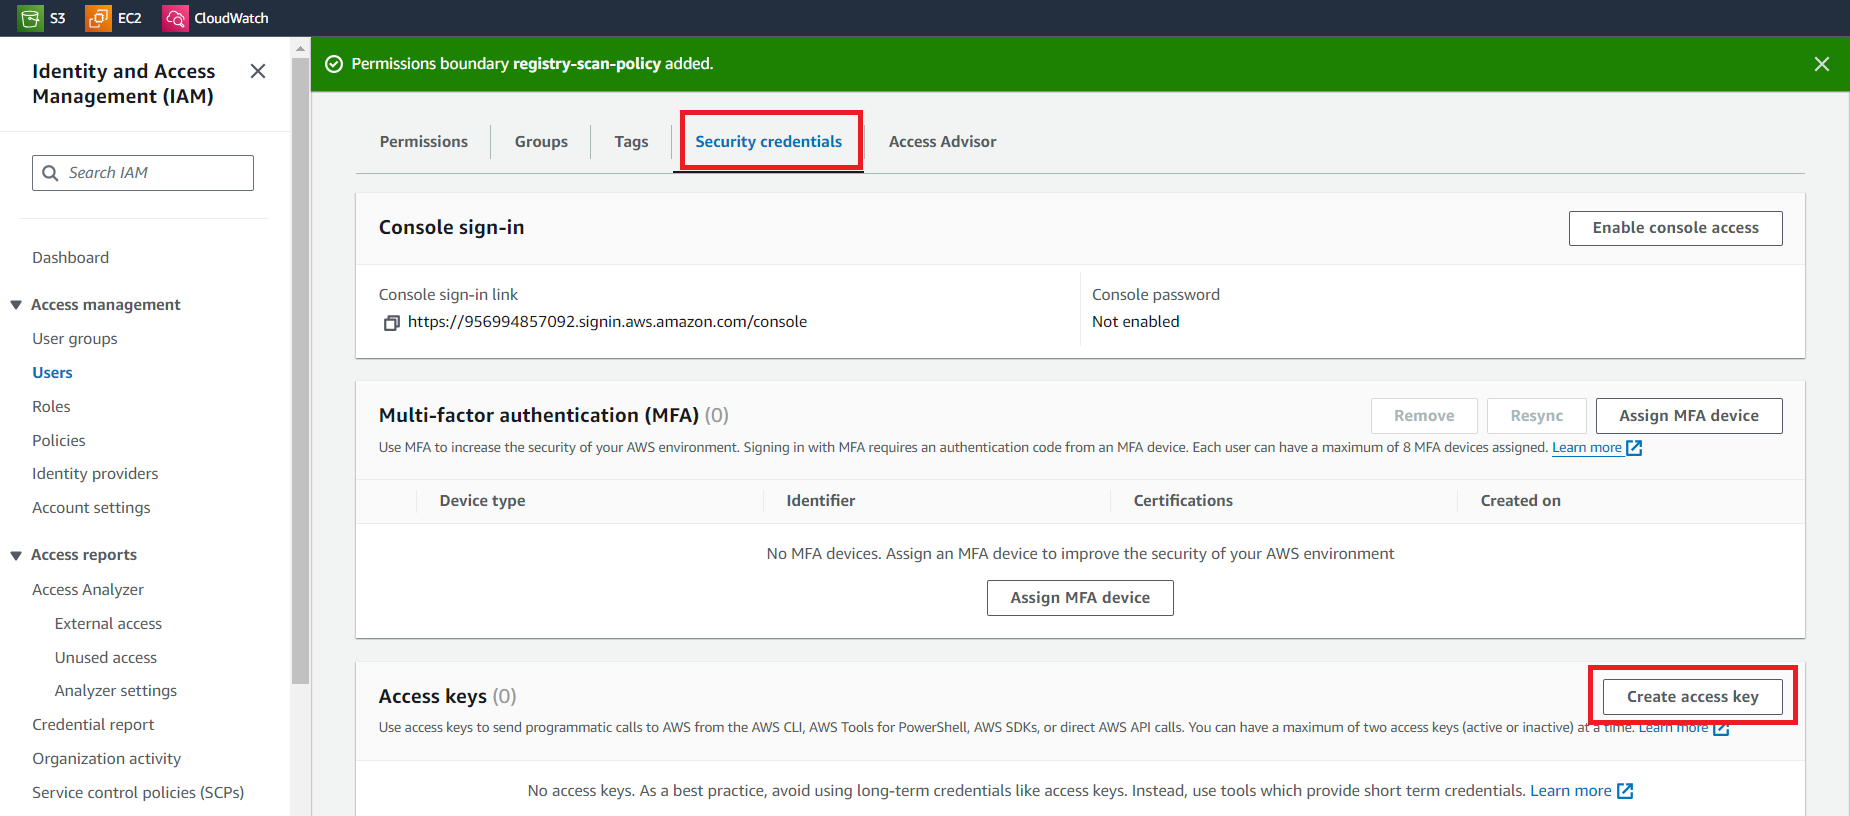 S3 EC2 CloudWatch
Identity and Access
Management (IAM)
Search IAM
Dashboard
Access management
User groups
Users
Roles
Policies
Identity providers
Account settings
Access reports
Access Analyzer
External access
Unused access
Analyzer settings
Credential report
Organization activity
Service control policies (SCPs)
Permissions boundary registry-scan-policy added.
Permissions Groups Tags Security credentials Access Advisor
Console sign-in Enable console access
Console sign-in link Console password
https://956994857092.signin.aws.amazon.com/console Not enabled
Multi-factor authentication (MFA) (0) Remove Resync Assign MFA device
Use MFA to increase the security of your AWS environment. Signing in with MFA requires an authentication code from an MFA device. Each user can have a maximum of 8 MFA devices assigned. Learn more
Device type Identifier Certifications Created on
No MFA devices. Assign an MFA device to improve the security of your AWS environment
Assign MFA device
Access keys (0) Create access key
Use access keys to send programmatic calls to AWS from the AWS CLI, AWS Tools for PowerShell, AWS SDKs, or direct AWS API calls. You can have a maximum of two access keys (active or inactive) at a time. Learn more
No access keys. As a best practice, avoid using long-term credentials like access keys. Instead, use tools which provide short term credentials. Learn more